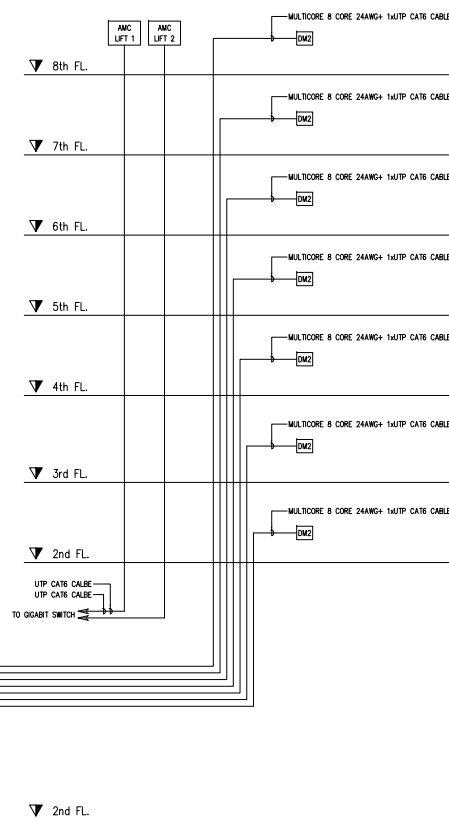 MULTICORE 8 CORE 24AWG+ 1xUTP CAT6 CABLE
AMC
LIFT 1
AMC
LIFT 2
DM2
8th FL.
MULTICORE 8 CORE 24AWG+ 1xUTP CAT6 CABLE
DM2
7th FL.
MULTICORE 8 CORE 24AWG+ 1xUTP CAT6 CABLE
DM2
6th FL.
MULTICORE 8 CORE 24AWG+ 1xUTP CAT6 CABLE
DM2
5th FL.
MULTICORE 8 CORE 24AWG+ 1xUTP CAT6 CABLE
DM2
4th FL.
MULTICORE 8 CORE 24AWG+ 1xUTP CAT6 CABLE
DM2
3rd FL.
MULTICORE 8 CORE 24AWG+ 1xUTP CAT6 CABLE
DM2
2nd FL.
UTP CAT6 CALBE
UTP CAT6 CALBE
TO GIGABIT SWITCH
2nd FL.